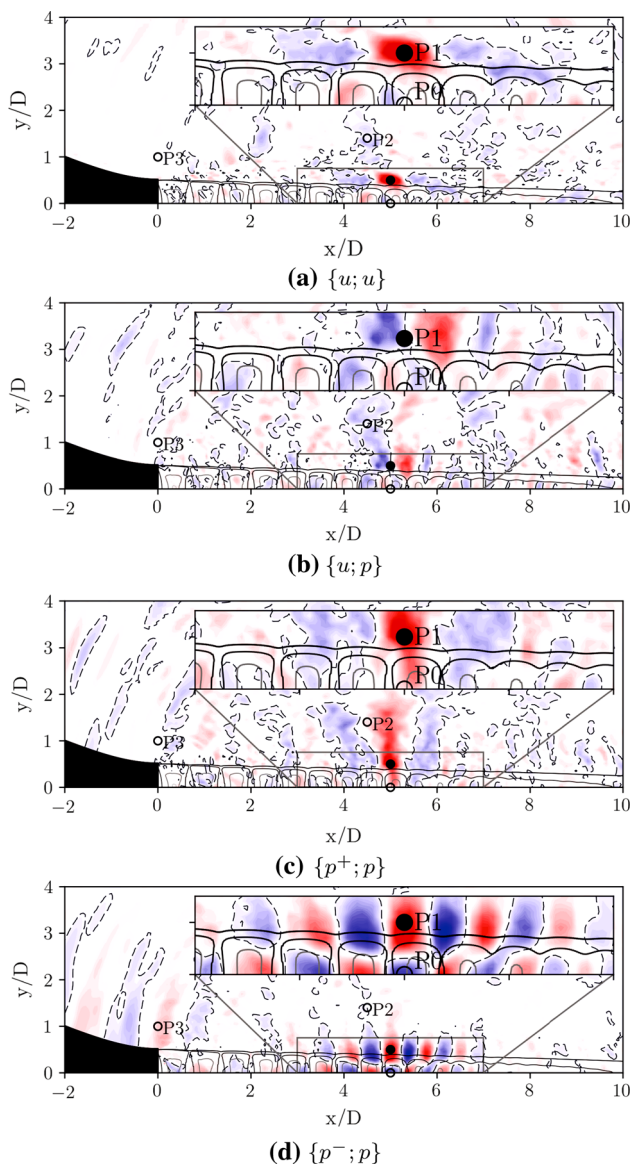 4
3
2
1
0
y/D
P1
P0
P2
P3
−2 0 2 4 6 8 10
x/D
(a) {u; u}
4
3
2
1
0
y/D
P1
P0
P2
P3
−2 0 2 4 6 8 10
x/D
(b) {u; p}
4
3
2
1
0
y/D
P1
P0
P2
P3
−2 0 2 4 6 8 10
x/D
(c) {p⁺; p}
4
3
2
1
0
y/D
P1
P0
P2
P3
−2 0 2 4 6 8 10
x/D
(d) {p⁻; p}